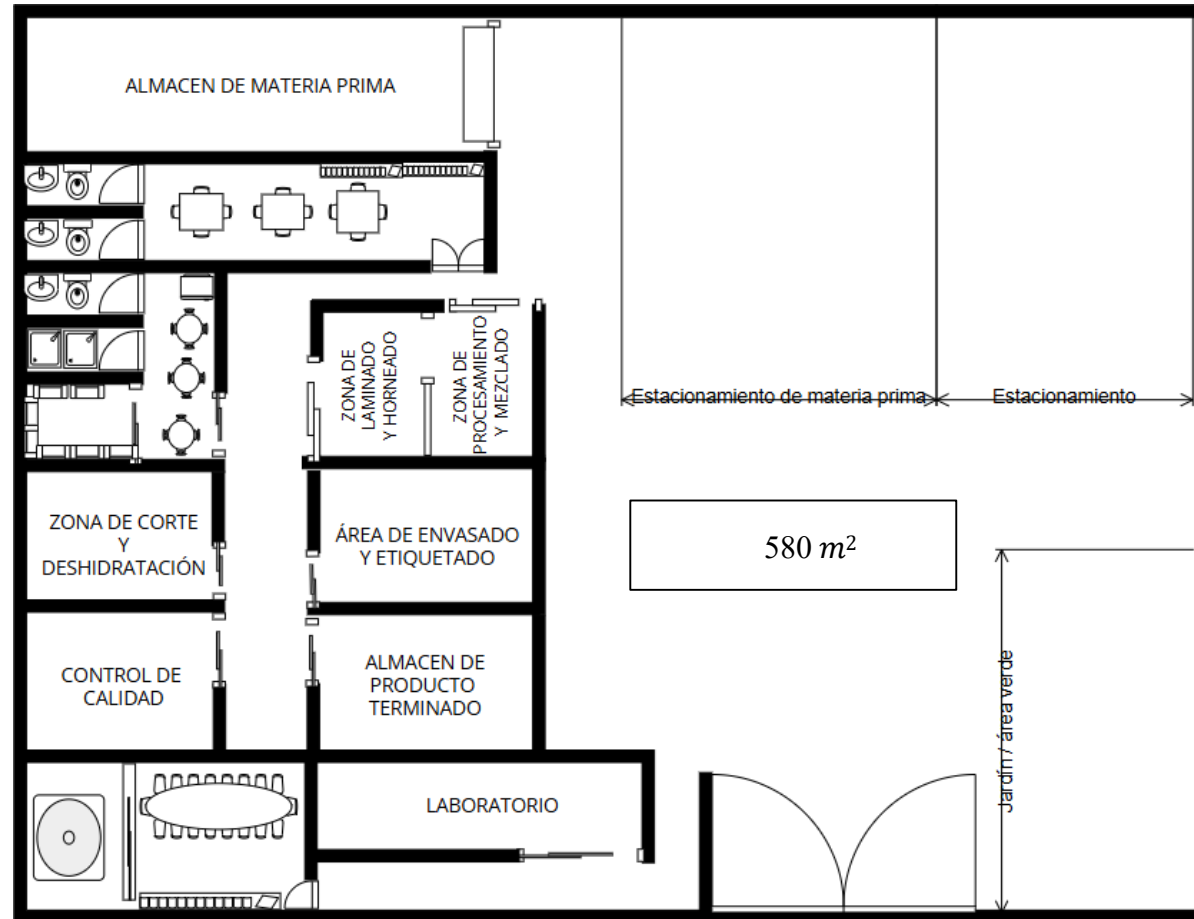 ALMACEN DE MATERIA PRIMA
ZONA DE
LAMINADO
Y HORNEADO
ZONA DE
PROCESAMIENTO
Y MEZCLADO
Estacionamiento de materia prima
Estacionamiento
ZONA DE CORTE
Y
DESHIDRATACIÓN
ÁREA DE ENVASADO
Y ETIQUETADO
580 m²
CONTROL DE
CALIDAD
ALMACEN DE
PRODUCTO
TERMINADO
Jardín / área verde
LABORATORIO